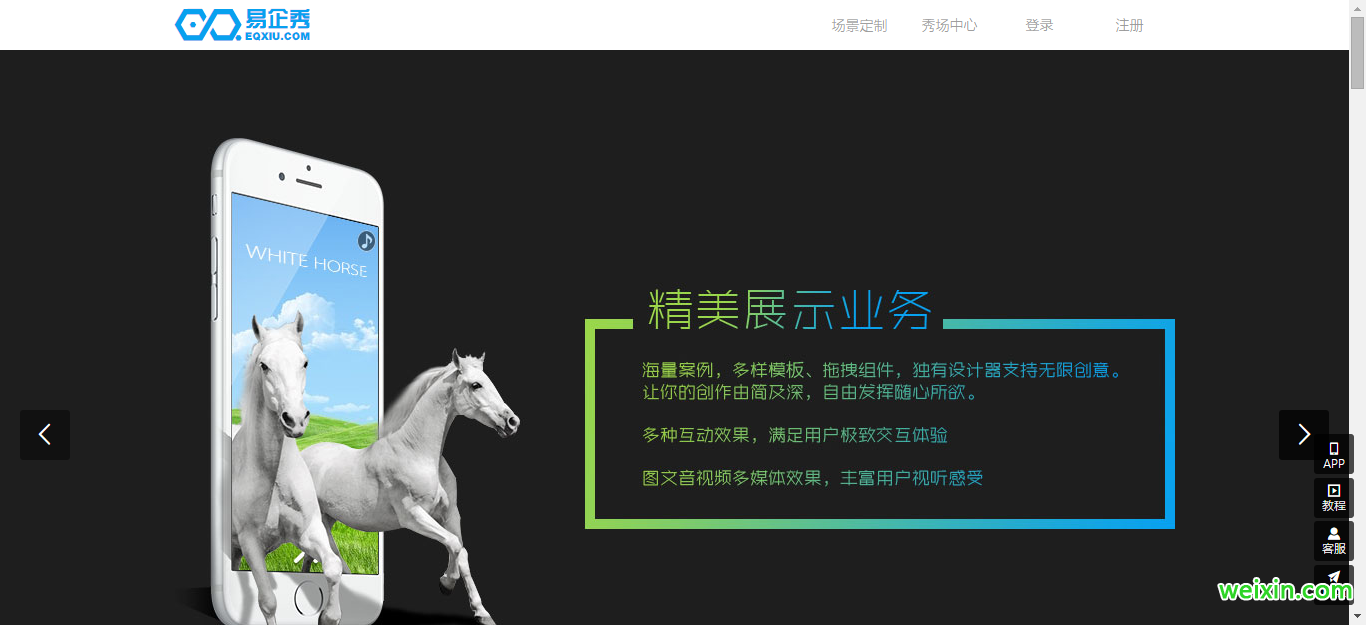 易企秀
EQXIU.COM
场景定制 秀场中心 登录 注册
WHITE HORSE
精美展示业务
海量案例，多样模板、拖拽组件，独有设计器支持无限创意。
让你的创作由简及深，自由发挥随心所欲。
多种互动效果，满足用户极致交互体验
图文音视频多媒体效果，丰富用户视听感受
APP
教程
客服
weixin.com